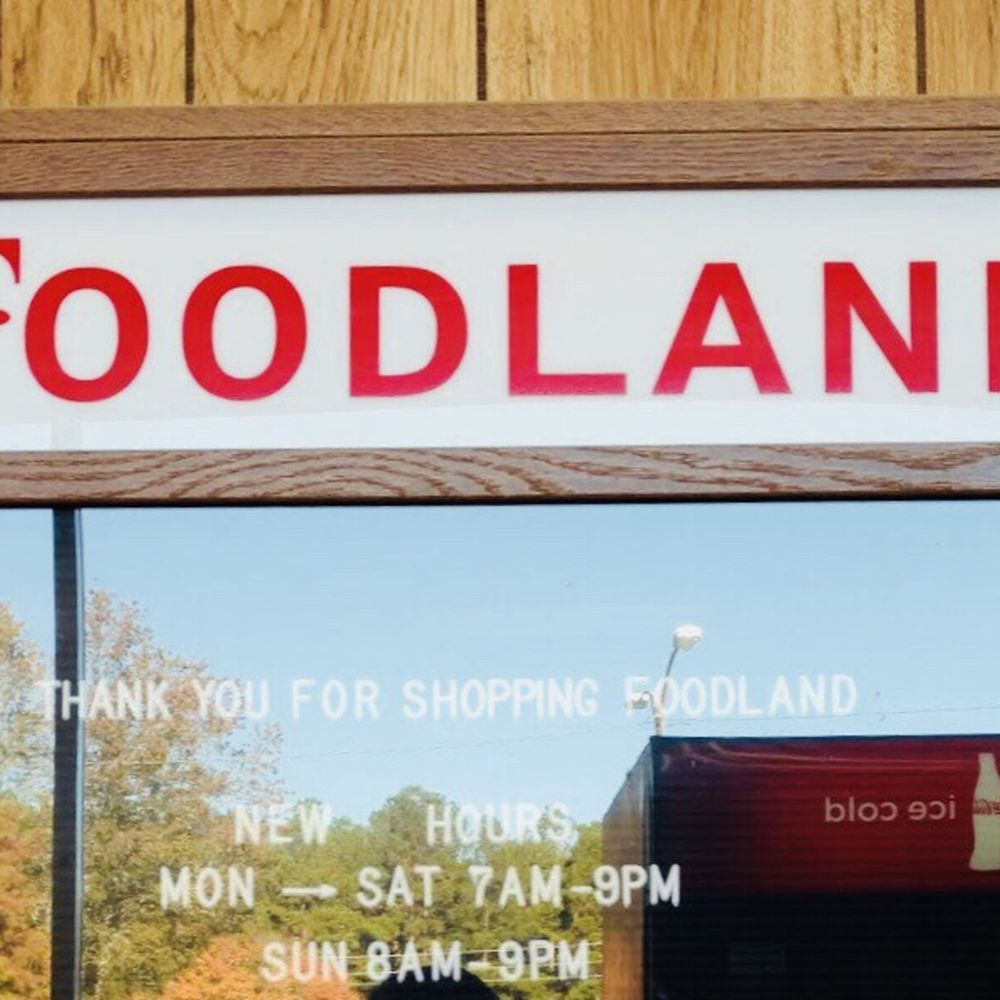 FOODLAND
THANK YOU FOR SHOPPING FOODLAND
NEW HOURS
MON → SAT 7AM-9PM
SUN 8AM-9PM
ice cold